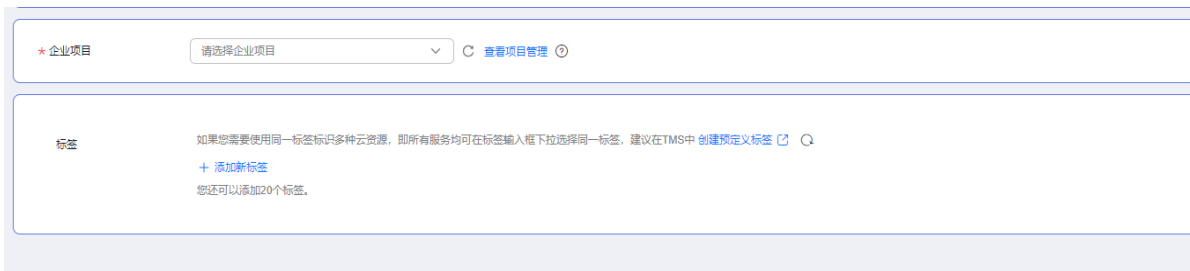 * 企业项目 请选择企业项目 查看项目管理 ?
标签 如果您需要使用同一标签标识多种云资源，即所有服务均可在标签输入框下拉选择同一标签，建议在TMS中 创建预定义标签
+ 添加新标签
您还可以添加20个标签。